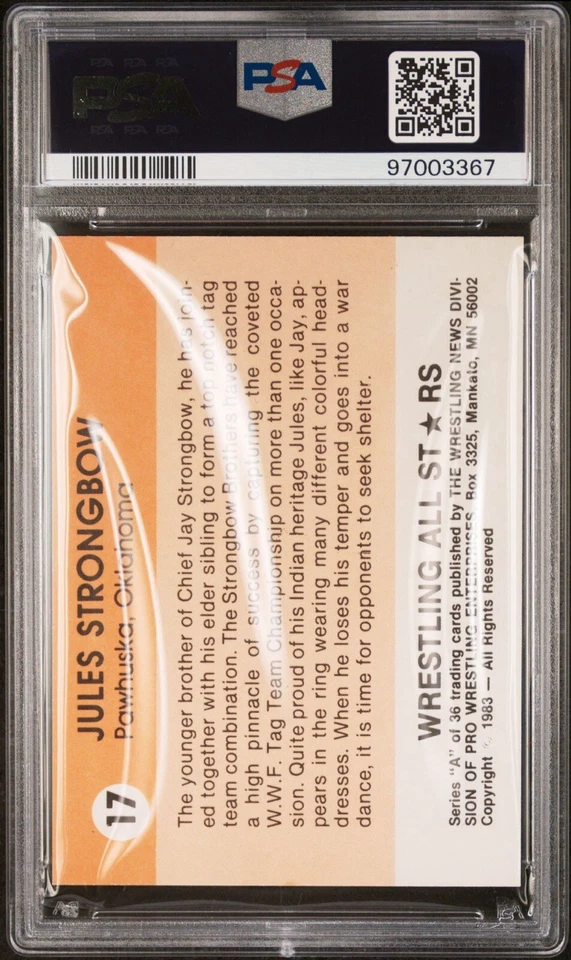 PSA
PSA
97003367
17
JULES STRONGBOW
Pawhuska, Oklahoma
The younger brother of Chief Jay Strongbow, he has join-
ed together with his elder sibling to form a top notch tag
team combination. The Strongbow Brothers have reached
a high pinnacle of success by capturing the coveted
W.W.F. Tag Team Championship on more than one occa-
sion. Quite proud of his Indian heritage Jules, like Jay, ap-
pears in the ring wearing many different colorful head-
dresses. When he loses his temper and goes into a war
dance, it is time for opponents to seek shelter.
WRESTLING ALL ST★RS
Series "A" of 36 trading cards published by THE WRESTLING NEWS DIVI-
SION OF PRO WRESTLING ENTERPRISES, Box 3325, Mankato, MN 56002
Copyright 1983 — All Rights Reserved